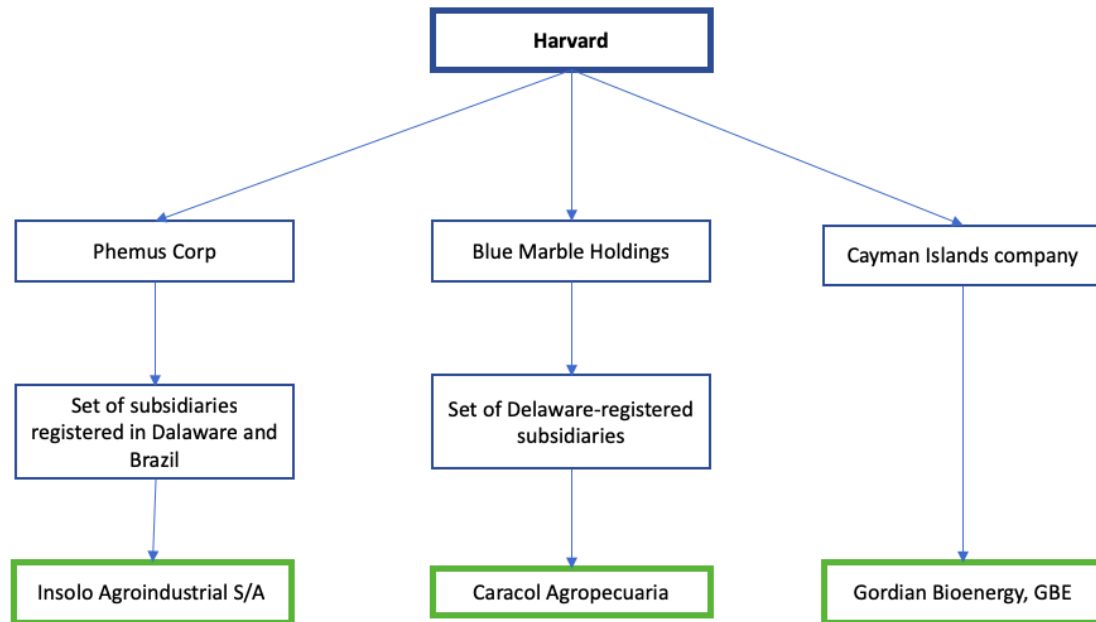 Harvard
Phemus Corp
Blue Marble Holdings
Cayman Islands company
Set of subsidiaries
registered in Dalaware and
Brazil
Set of Delaware-registered
subsidiaries
Insolo Agroindustrial S/A
Caracol Agropecuaria
Gordian Bioenergy, GBE